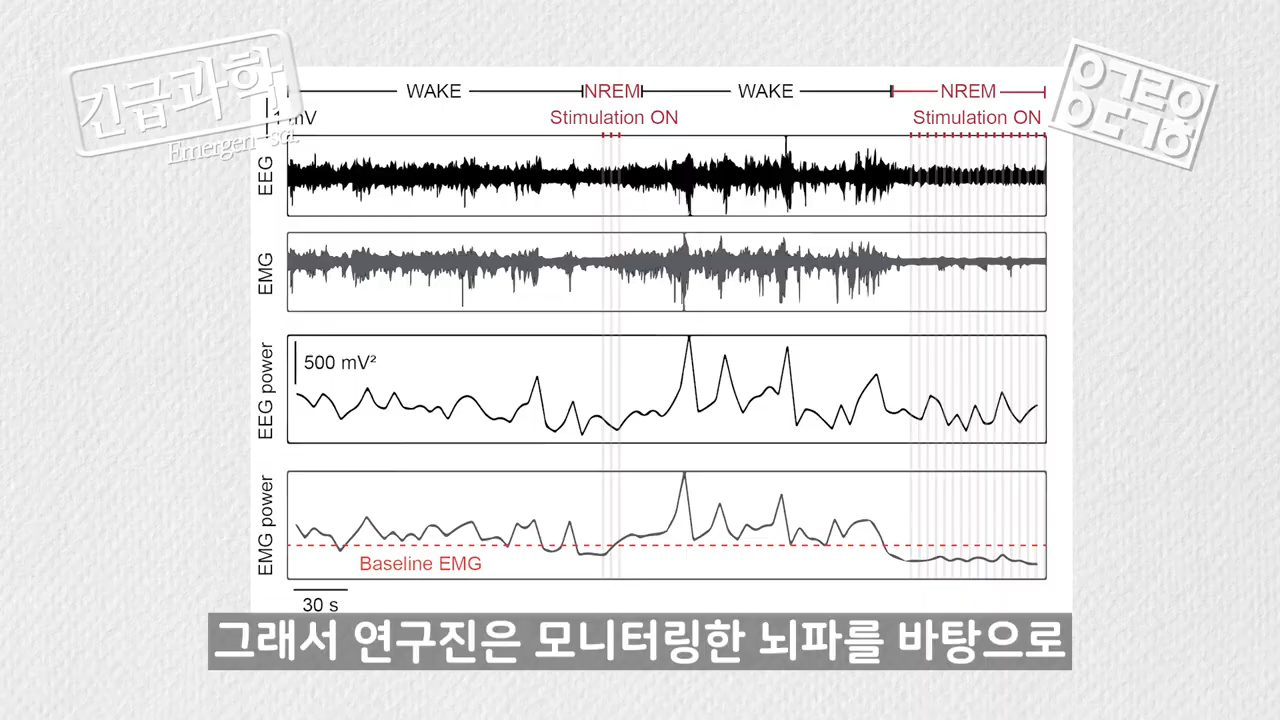 긴급과학
Emergen-sci
WAKE NREM WAKE NREM
Stimulation ON Stimulation ON
1 mV
EEG
EMG
EEG power
500 mV²
EMG power
Baseline EMG
30 s
그래서 연구진은 모니터링한 뇌파를 바탕으로